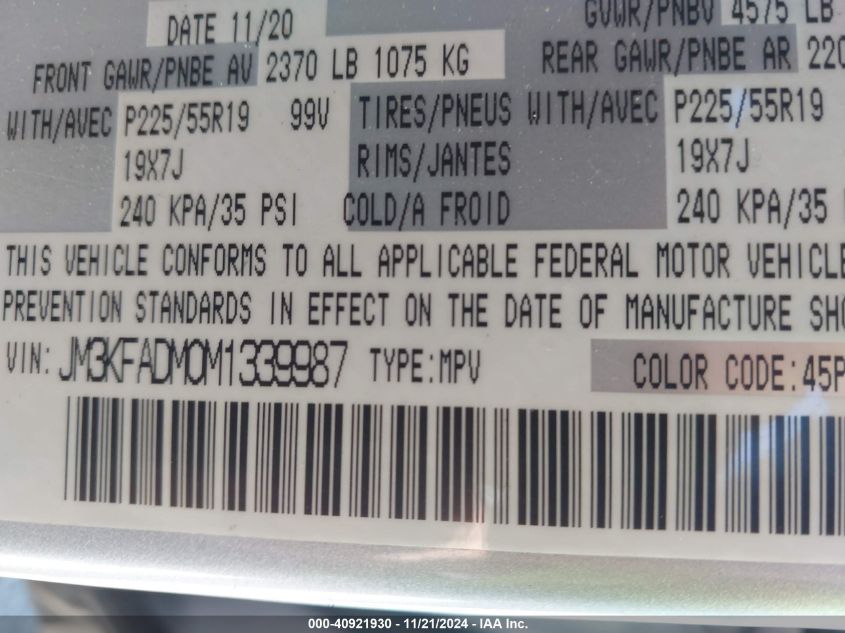 DATE 11/20 GVWR/PNBV 4575 LB
FRONT GAWR/PNBE AV 2370 LB 1075 KG REAR GAWR/PNBE AR 220
WITH/AVEC P225/55R19 99V TIRES/PNEUS WITH/AVEC P225/55R19
19X7J RIMS/JANTES 19X7J
240 KPA/35 PSI COLD/A FROID 240 KPA/35
THIS VEHICLE CONFORMS TO ALL APPLICABLE FEDERAL MOTOR VEHICLE
PREVENTION STANDARDS IN EFFECT ON THE DATE OF MANUFACTURE SHO
VIN: JM3KFADM0M1339987 TYPE:MPV COLOR CODE:45P
000-40921930 - 11/21/2024 - IAA Inc.